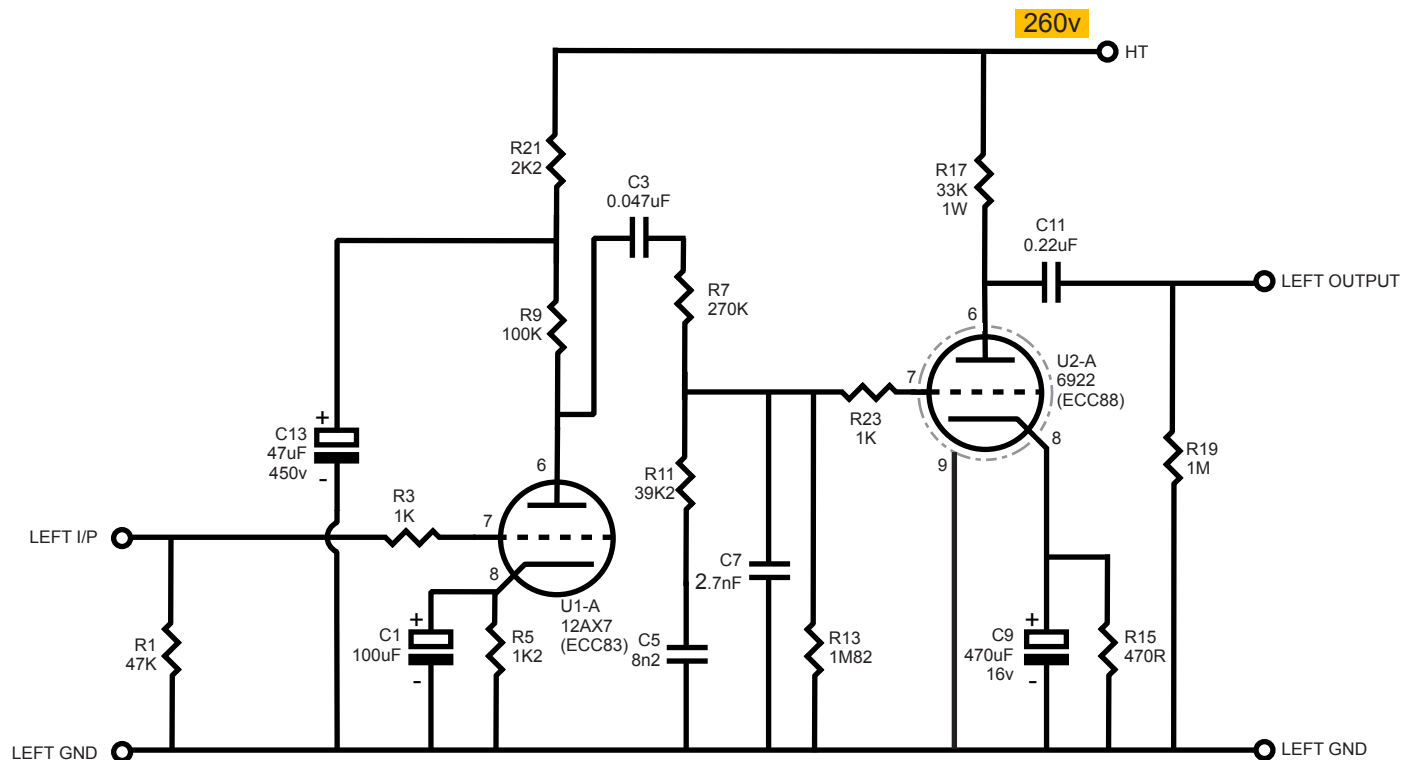 260v
HT
R21
2K2
R17
33K
1W
C3
0.047uF
C11
0.22uF
LEFT OUTPUT
R7
270K
R9
100K
6
U2-A
6922
(ECC88)
7
R23
1K
8
9
C13
47uF
450v
+
-
6
R11
39K2
R19
1M
R3
1K
7
LEFT I/P
8
C7
2.7nF
U1-A
12AX7
(ECC83)
R1
47K
C1
100uF
+
-
R5
1K2
C5
8n2
R13
1M82
C9
470uF
16v
+
-
R15
470R
LEFT GND
LEFT GND